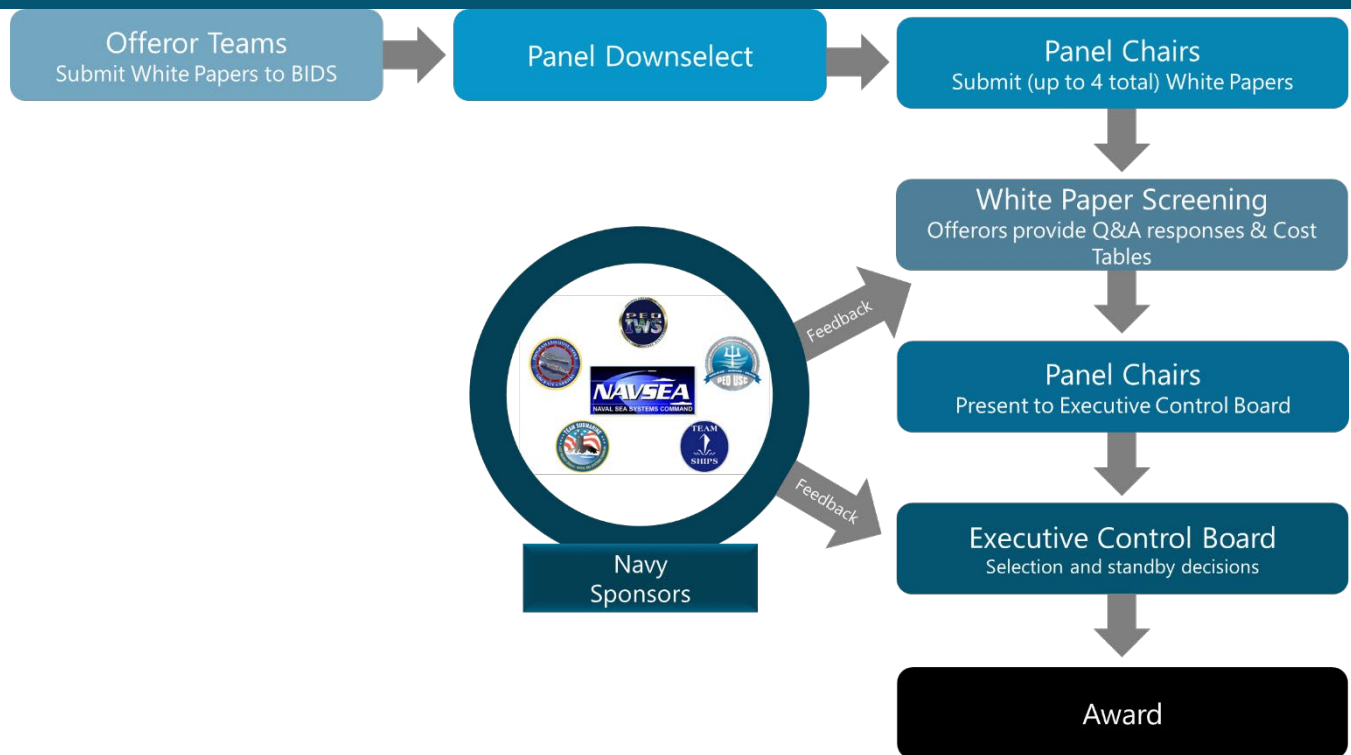 Offeror Teams
Submit White Papers to BIDS
Panel Downselect
Panel Chairs
Submit (up to 4 total) White Papers
White Paper Screening
Offerors provide Q&A responses & Cost
Tables
Feedback
PEO
IWS
PEO USC
NAVSEA
NAVAL SEA SYSTEMS COMMAND
TEAM SUBMARINE
TEAM
SHIPS
Panel Chairs
Present to Executive Control Board
Feedback
Executive Control Board
Selection and standby decisions
Navy
Sponsors
Award